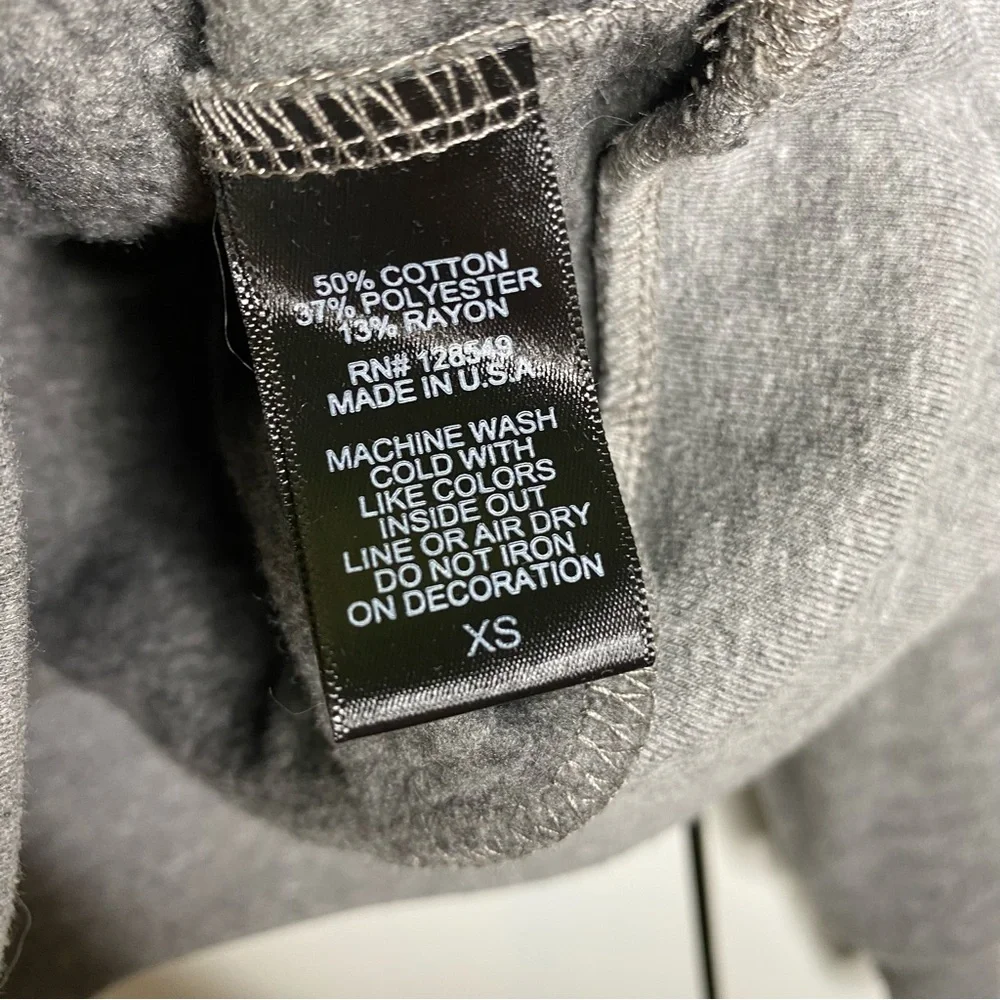 50% COTTON
37% POLYESTER
13% RAYON
RN# 128549
MADE IN U.S.A
MACHINE WASH
COLD WITH
LIKE COLORS
INSIDE OUT
LINE OR AIR DRY
DO NOT IRON
ON DECORATION
XS